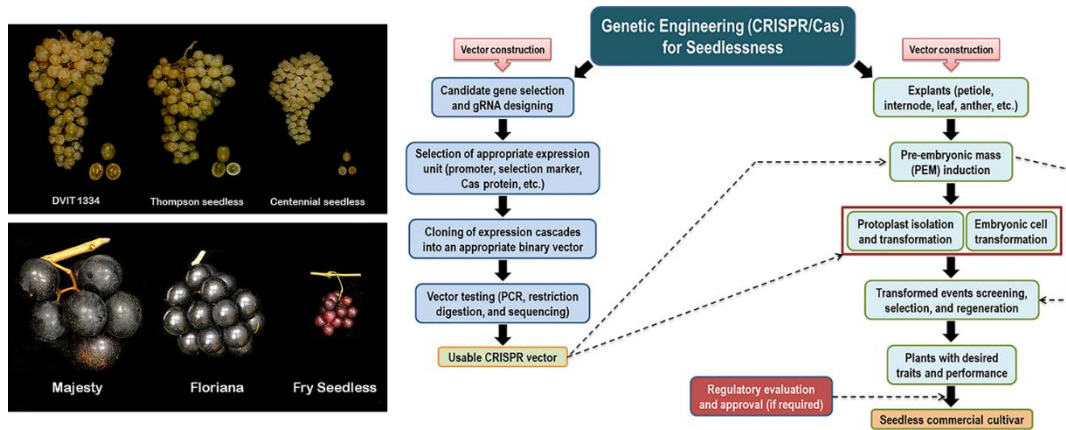 DVIT 1334
Thompson seedless
Centennial seedless
Majesty
Floriana
Fry Seedless
Genetic Engineering (CRISPR/Cas)
for Seedlessness
Vector construction
Candidate gene selection
and gRNA designing
Selection of appropriate expression
unit (promoter, selection marker,
Cas protein, etc.)
Cloning of expression cascades
into an appropriate binary vector
Vector testing (PCR, restriction
digestion, and sequencing)
Usable CRISPR vector
Vector construction
Explants (petiole,
internode, leaf, anther, etc.)
Pre-embryonic mass
(PEM) induction
Protoplast isolation
and transformation
Embryonic cell
transformation
Transformed events screening,
selection, and regeneration
Plants with desired
traits and performance
Regulatory evaluation
and approval (if required)
Seedless commercial cultivar